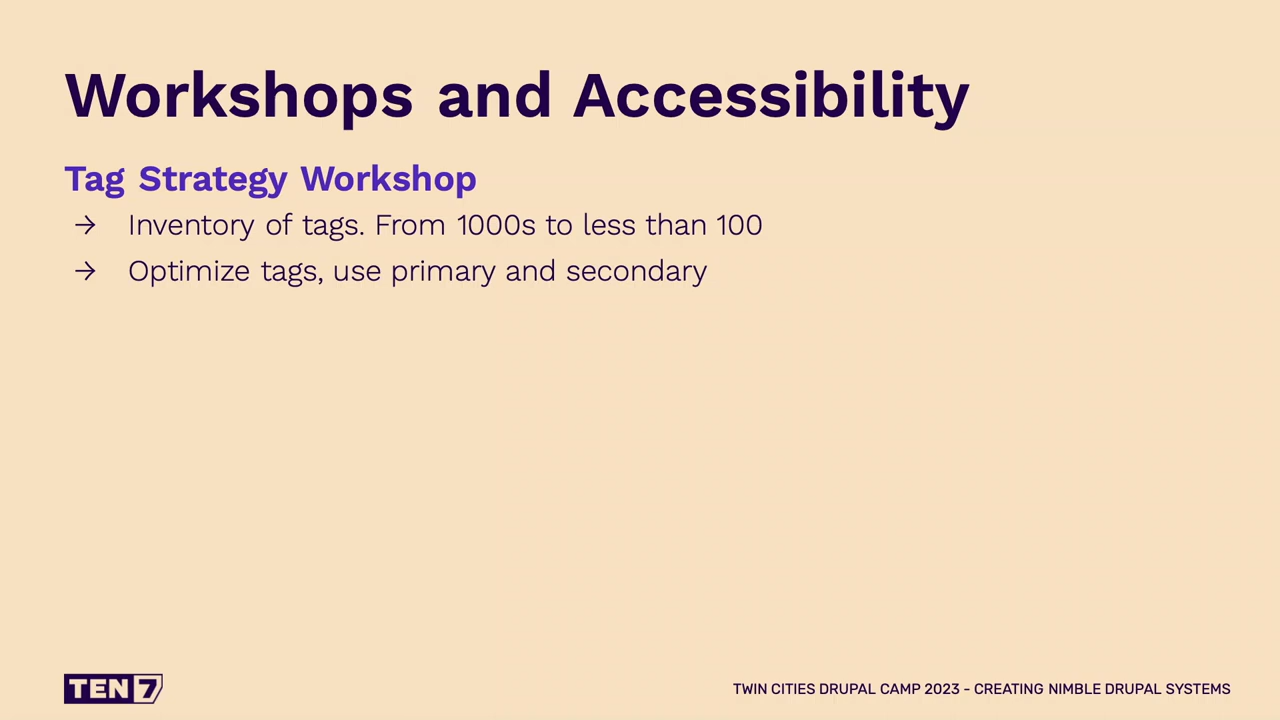 Workshops and Accessibility
Tag Strategy Workshop
→ Inventory of tags. From 1000s to less than 100
→ Optimize tags, use primary and secondary
TEN7
TWIN CITIES DRUPAL CAMP 2023 - CREATING NIMBLE DRUPAL SYSTEMS